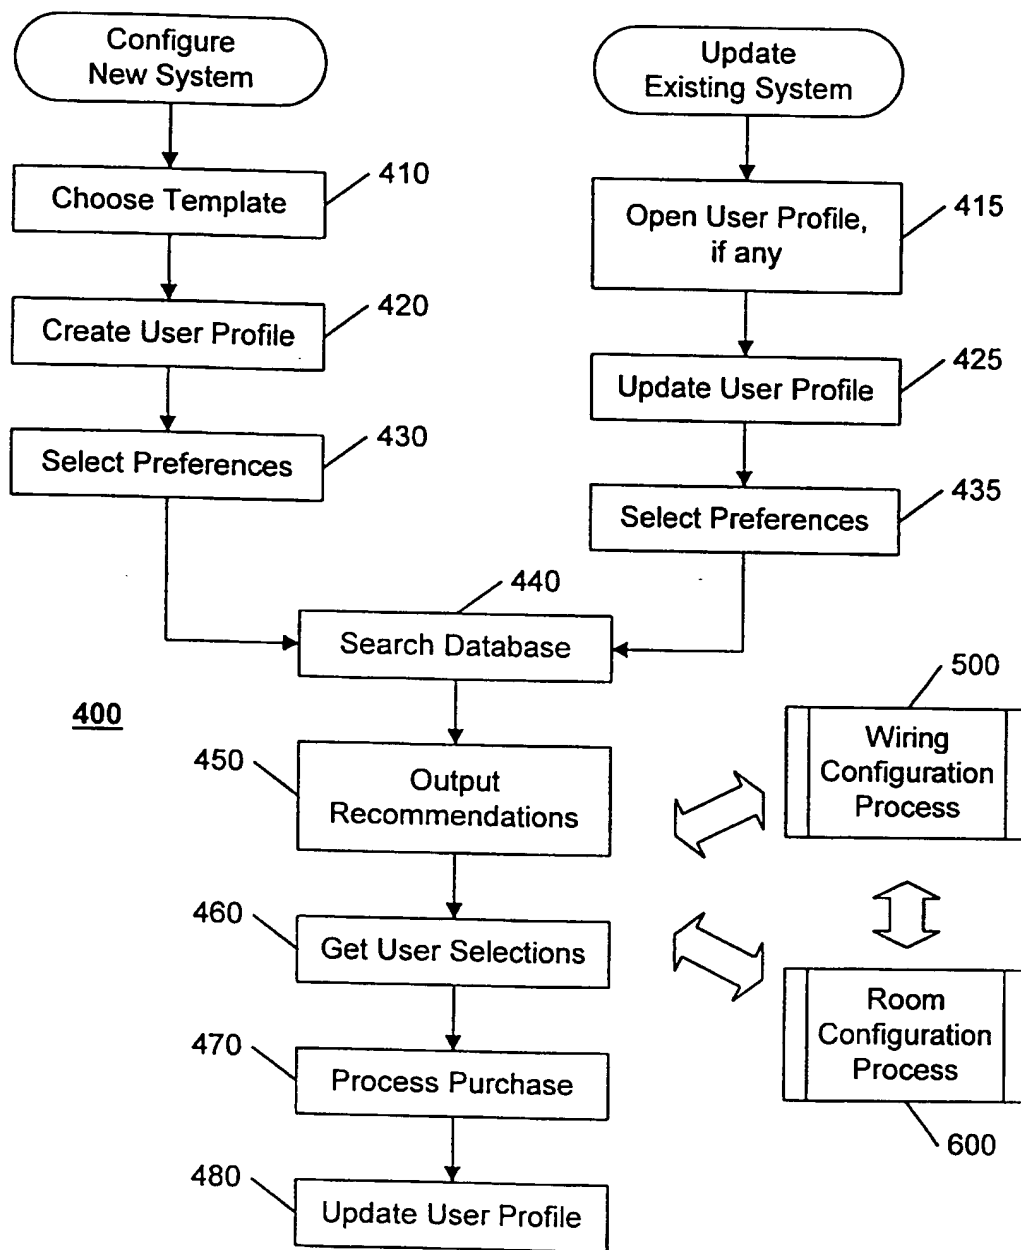 Configure
New System
Update
Existing System
410
Choose Template
415
Open User Profile,
if any
420
Create User Profile
425
Update User Profile
430
Select Preferences
435
Select Preferences
440
Search Database
400
500
Wiring
Configuration
Process
450
Output
Recommendations
460
Get User Selections
Room
Configuration
Process
600
470
Process Purchase
480
Update User Profile